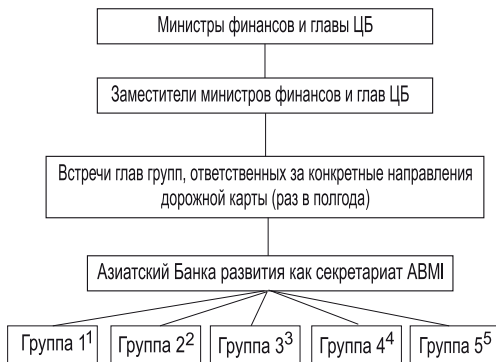 Министры финансов и главы ЦБ
Заместители министров финансов и глав ЦБ
Встречи глав групп, ответственных за конкретные направления
дорожной карты (раз в полгода)
Азиатский Банка развития как секретариат ABMI
Группа 1¹ Группа 2² Группа 3³ Группа 4⁴ Группа 5⁵